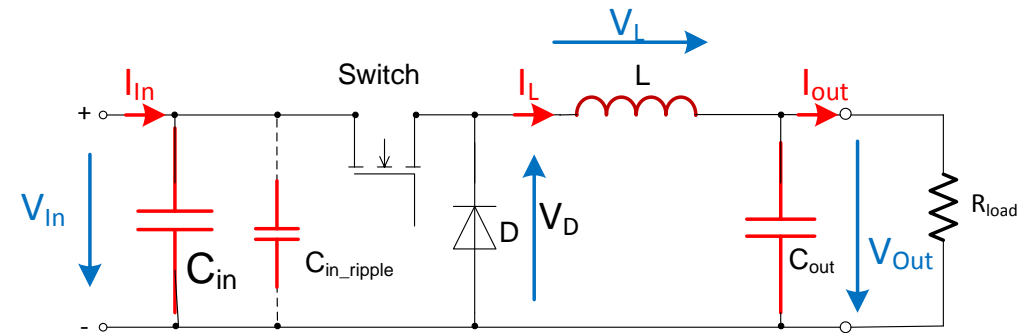 V_L
Switch
L
I_In
I_L
I_out
+
V_In
C_in
C_in_ripple
D
V_D
C_out
V_Out
R_load
-